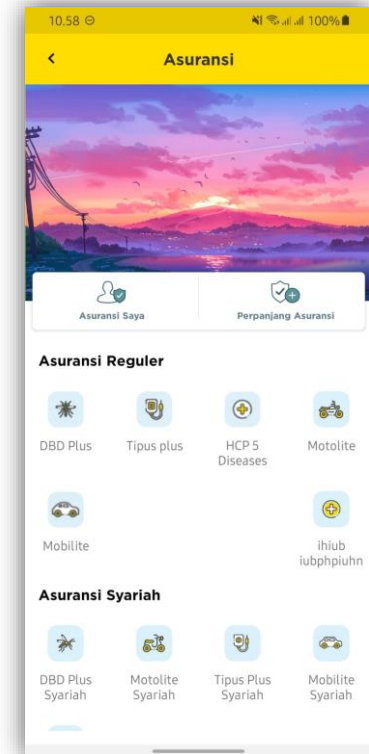 10.58
100%
Asuransi
Asuransi Saya
Perpanjang Asuransi
Asuransi Reguler
DBD Plus
Tipus plus
HCP 5
Diseases
Motolite
Mobilite
ihiub
iubphpiuhn
Asuransi Syariah
DBD Plus
Syariah
Motolite
Syariah
Tipus Plus
Syariah
Mobilite
Syariah